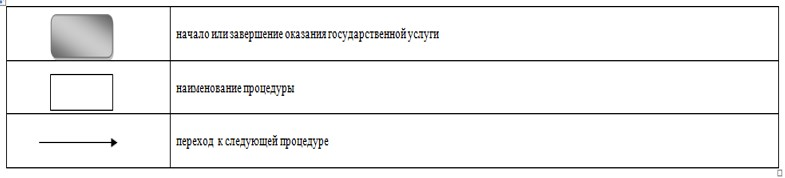 начало или завершение оказания государственной услуги
наименование процедуры
переход к следующей процедуре